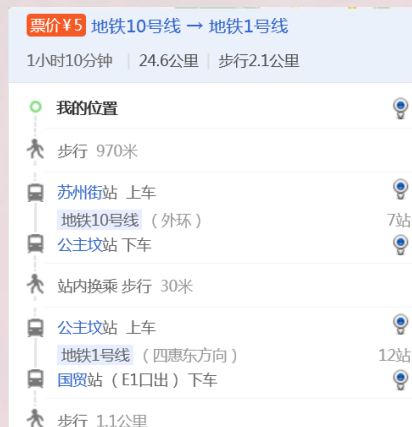 票价¥5 地铁10号线 → 地铁1号线
1小时10分钟 | 24.6公里 | 步行2.1公里
我的位置
步行 970米
苏州街站 上车
地铁10号线 （外环） 7站
公主坟站 下车
站内换乘 步行 30米
公主坟站 上车
地铁1号线 （四惠东方向） 12站
国贸站（E1口出）下车
步行 1.1公里